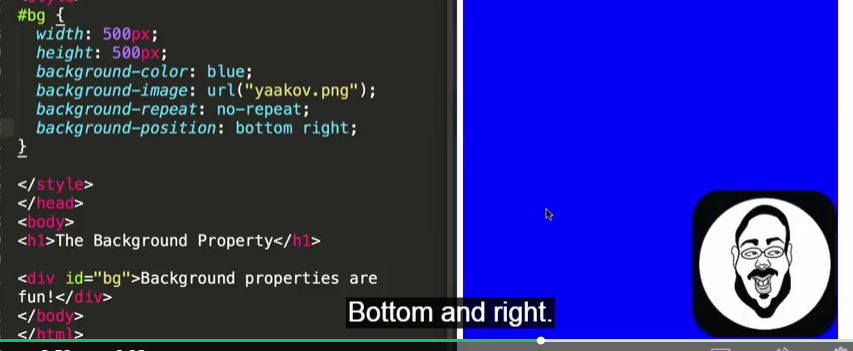 #bg {
width: 500px;
height: 500px;
background-color: blue;
background-image: url("yaakov.png");
background-repeat: no-repeat;
background-position: bottom right;
}
</style>
</head>
<body>
<h1>The Background Property</h1>
<div id="bg">Background properties are
fun!</div>
Bottom and right.
</body>
</html>